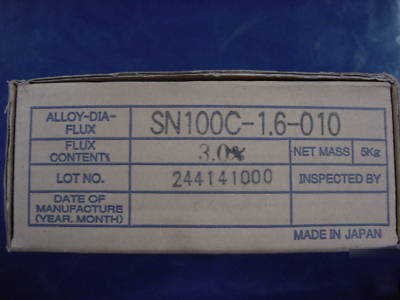 ALLOY-DIA-
FLUX
SN100C-1.6-010
FLUX
CONTENT%
3.0%
NET MASS
5Kg
LOT NO.
244141000
INSPECTED BY
DATE OF
MANUFACTURE
(YEAR. MONTH)
MADE IN JAPAN